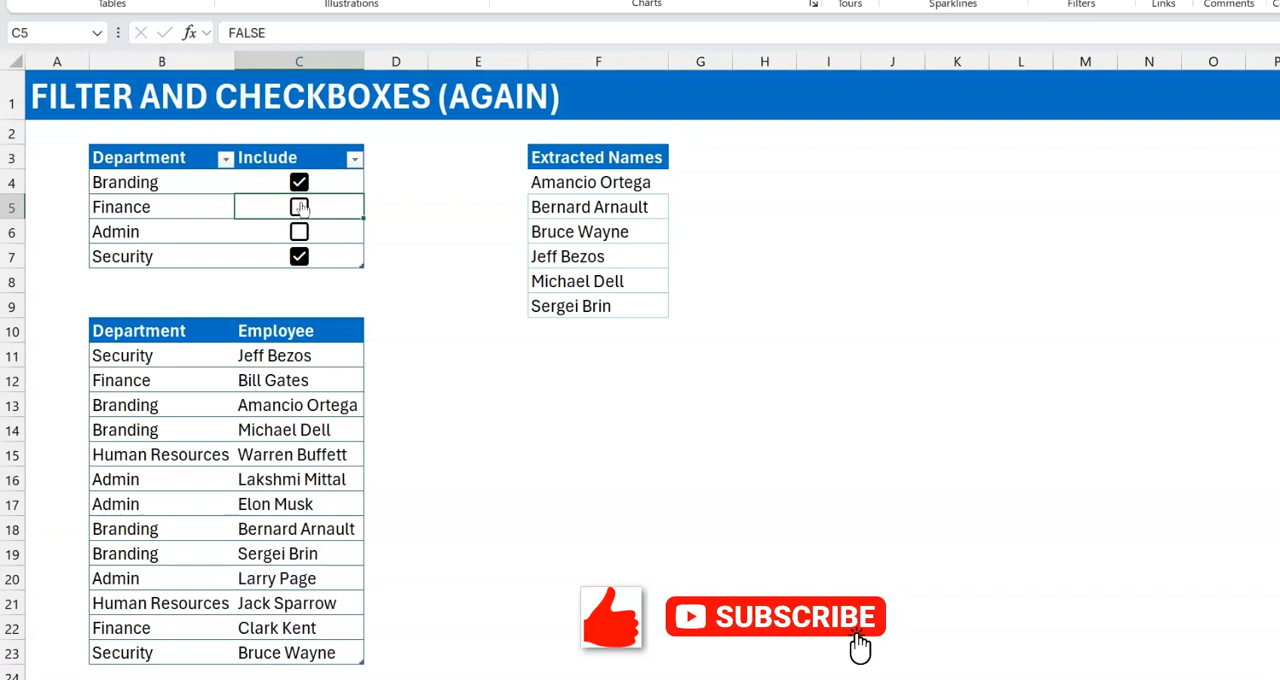 Tables Illustrations Charts Tours Sparklines Filters Links Comments
C5 fx FALSE
A B C D E F G H I J K L M N O P
1 FILTER AND CHECKBOXES (AGAIN)
2
3 Department Include Extracted Names
4 Branding Amancio Ortega
5 Finance Bernard Arnault
6 Admin Bruce Wayne
7 Security Jeff Bezos
8 Michael Dell
9 Sergei Brin
10 Department Employee
11 Security Jeff Bezos
12 Finance Bill Gates
13 Branding Amancio Ortega
14 Branding Michael Dell
15 Human Resources Warren Buffett
16 Admin Lakshmi Mittal
17 Admin Elon Musk
18 Branding Bernard Arnault
19 Branding Sergei Brin
20 Admin Larry Page
21 Human Resources Jack Sparrow
22 Finance Clark Kent
23 Security Bruce Wayne
24
SUBSCRIBE